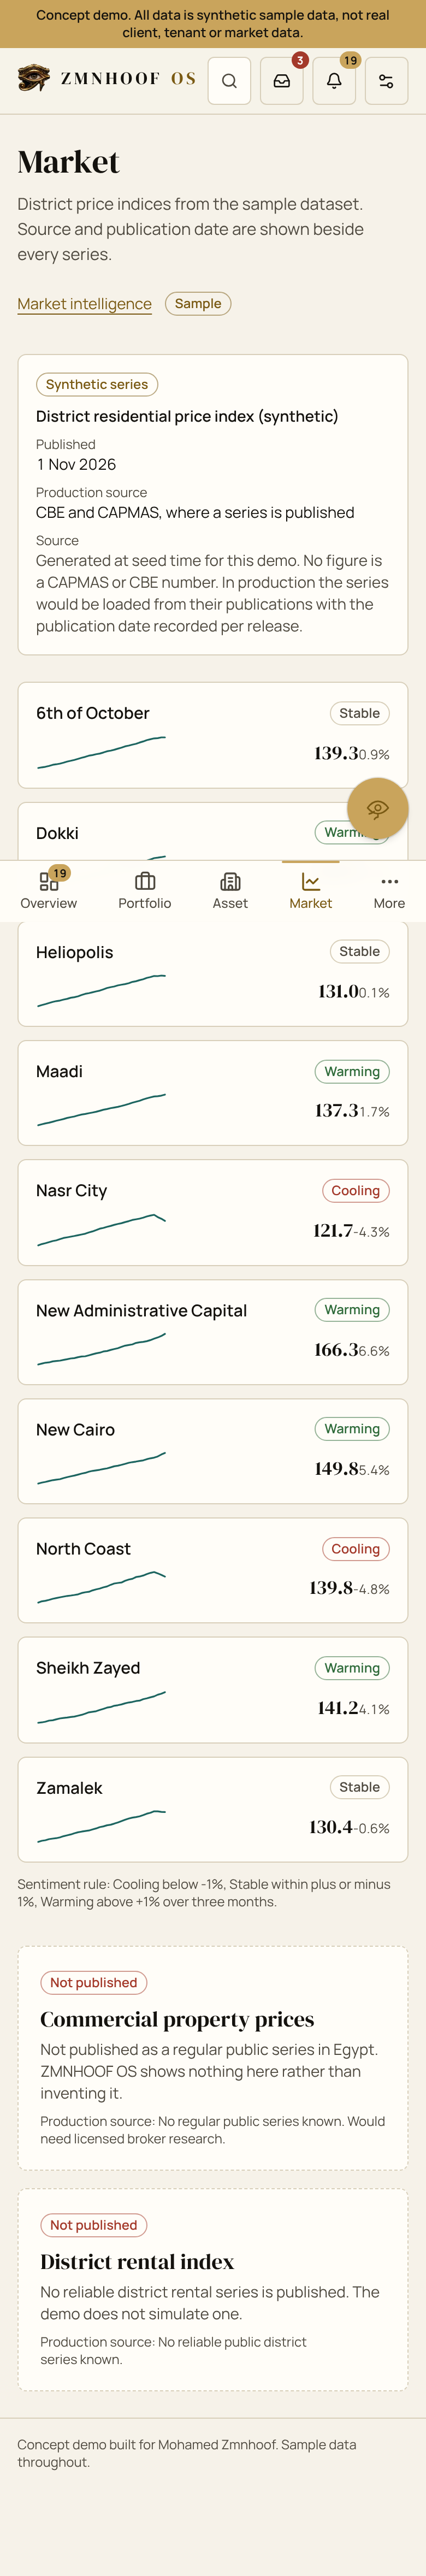 Concept demo. All data is synthetic sample data, not real
client, tenant or market data.
ZMNHOOF OS
3
19
Market
District price indices from the sample dataset.
Source and publication date are shown beside
every series.
Market intelligence
Sample
Synthetic series
District residential price index (synthetic)
Published
1 Nov 2026
Production source
CBE and CAPMAS, where a series is published
Source
Generated at seed time for this demo. No figure is
a CAPMAS or CBE number. In production the series
would be loaded from their publications with the
publication date recorded per release.
6th of October
Stable
139.3 0.9%
Dokki
19
Overview
Portfolio
Asset
Market
More
Heliopolis
Stable
131.0 0.1%
Maadi
Warming
137.3 1.7%
Nasr City
Cooling
121.7 -4.3%
New Administrative Capital
Warming
166.3 6.6%
New Cairo
Warming
149.8 5.4%
North Coast
Cooling
139.8 -4.8%
Sheikh Zayed
Warming
141.2 4.1%
Zamalek
Stable
130.4 -0.6%
Sentiment rule: Cooling below -1%, Stable within plus or minus
1%, Warming above +1% over three months.
Not published
Commercial property prices
Not published as a regular public series in Egypt.
ZMNHOOF OS shows nothing here rather than
inventing it.
Production source: No regular public series known. Would
need licensed broker research.
Not published
District rental index
No reliable district rental series is published. The
demo does not simulate one.
Production source: No reliable public district
series known.
Concept demo built for Mohamed Zmnhoof. Sample data
throughout.